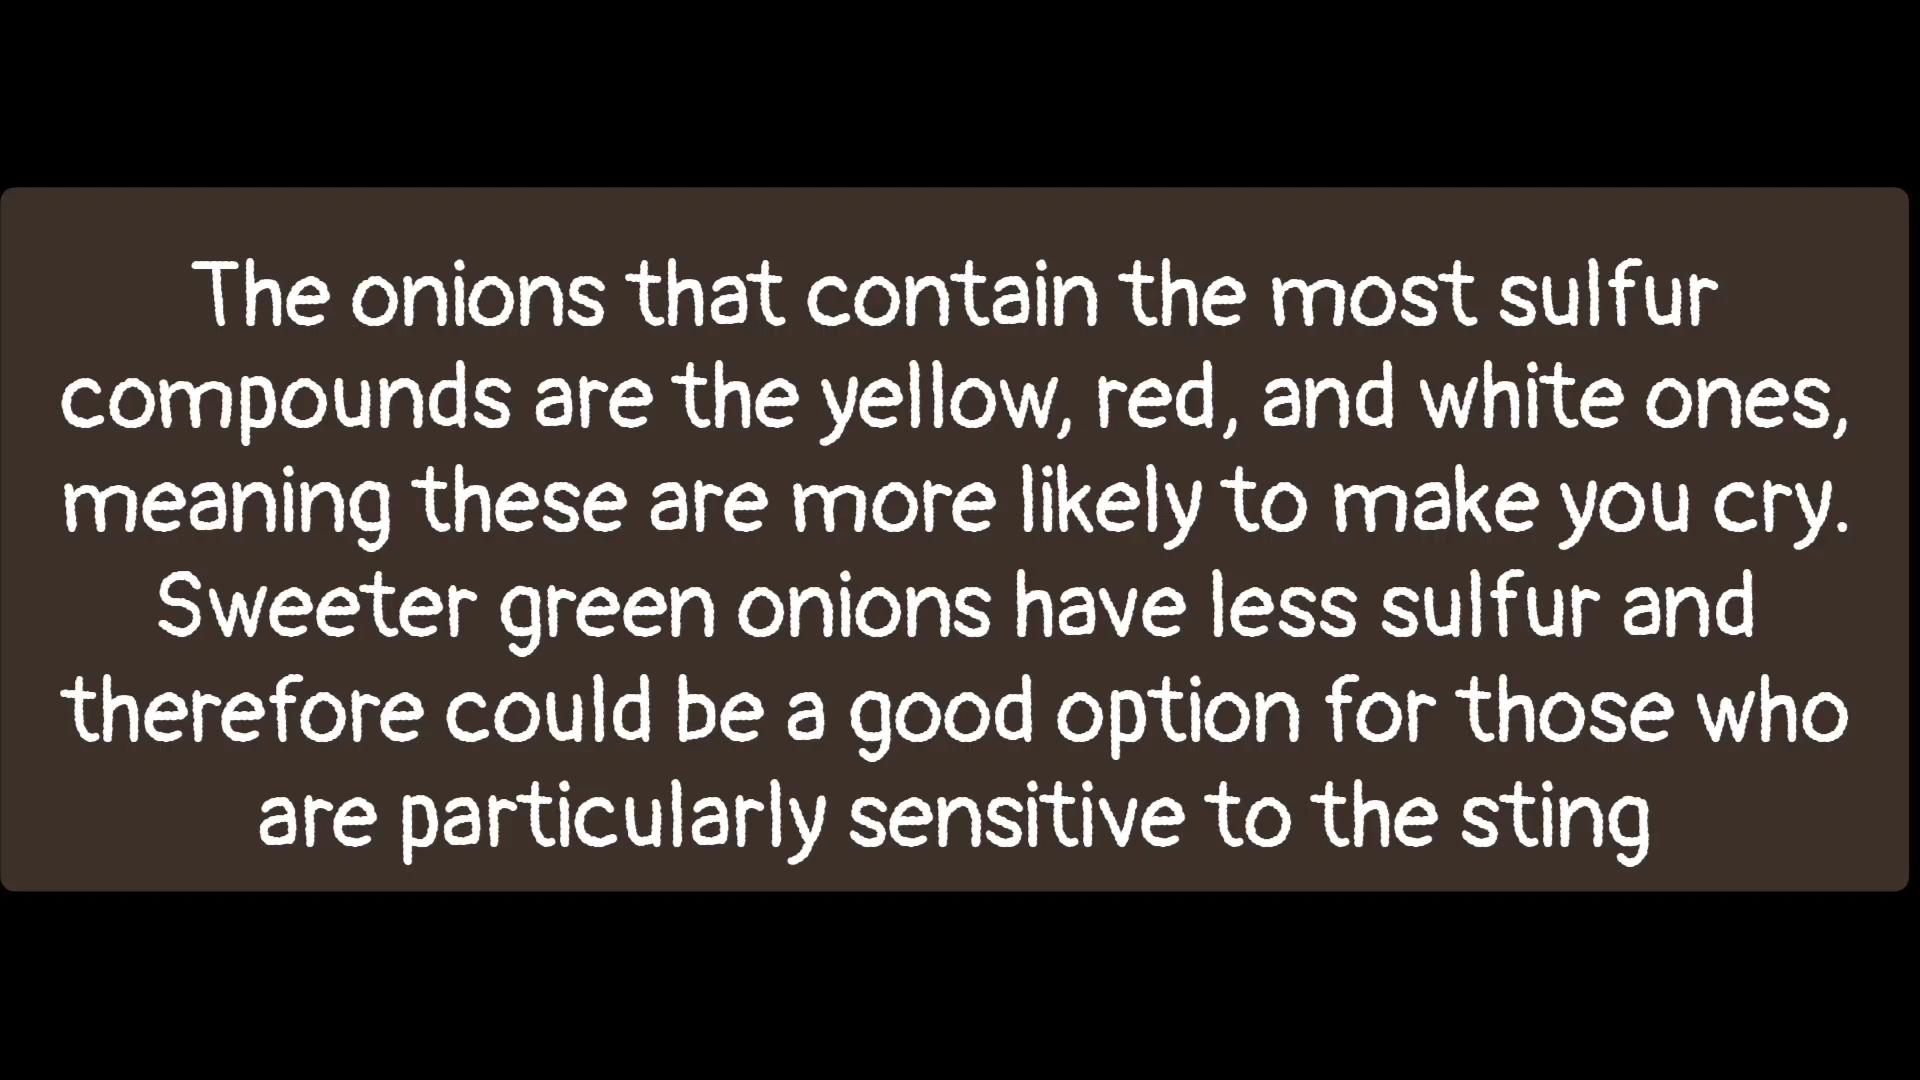 The onions that contain the most sulfur
compounds are the yellow, red, and white ones,
meaning these are more likely to make you cry.
Sweeter green onions have less sulfur and
therefore could be a good option for those who
are particularly sensitive to the sting